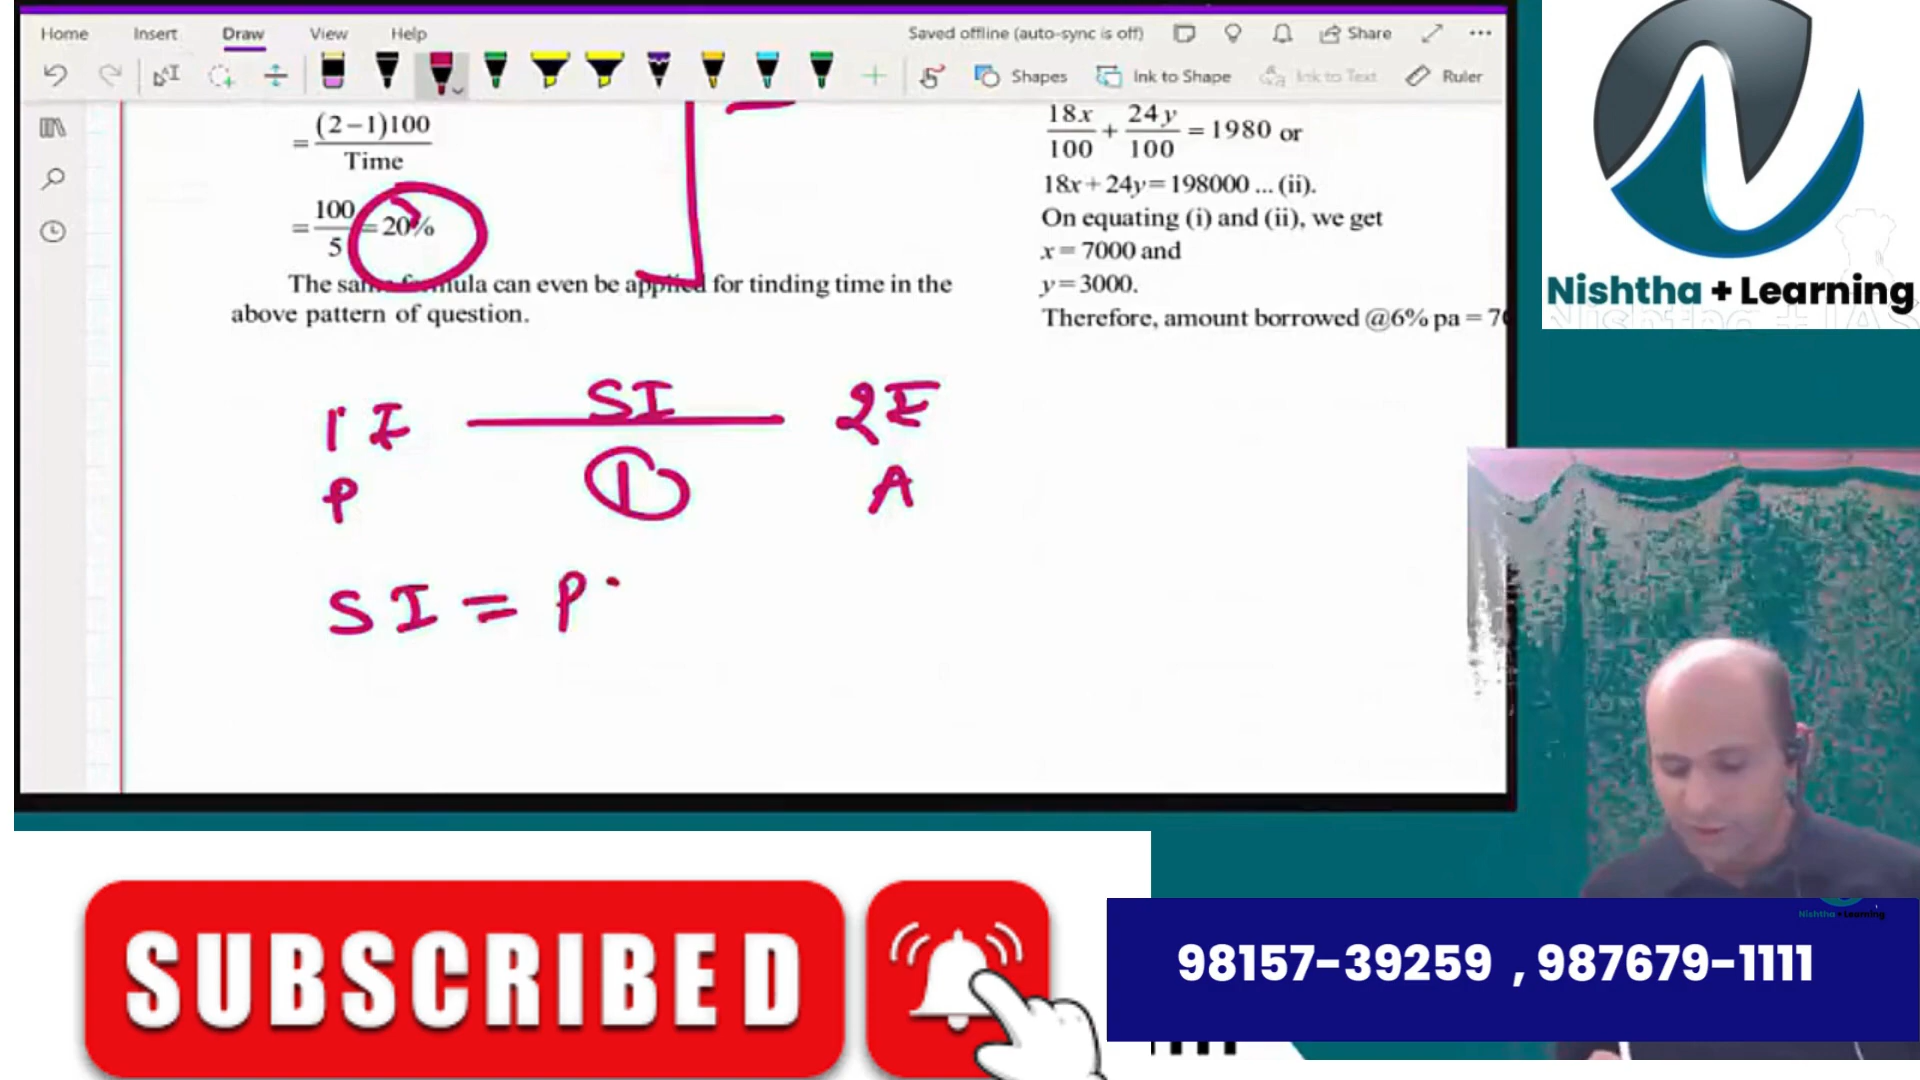 Home Insert Draw View Help Saved offline (auto-sync is off) Share
Shapes Ink to Shape Ink to Text Ruler
= (2−1)100 / Time
= 100 / 5 = 20%
The same formula can even be applied for tinding time in the
above pattern of question.
18x / 100 + 24y / 100 = 1980 or
18x + 24y = 198000 ... (ii).
On equating (i) and (ii), we get
x = 7000 and
y = 3000.
Therefore, amount borrowed @6% pa =
1 I SI 2 I
P 1 A
SI = P
Nishtha + Learning
SUBSCRIBED
Nishtha + Learning
98157-39259 , 987679-1111